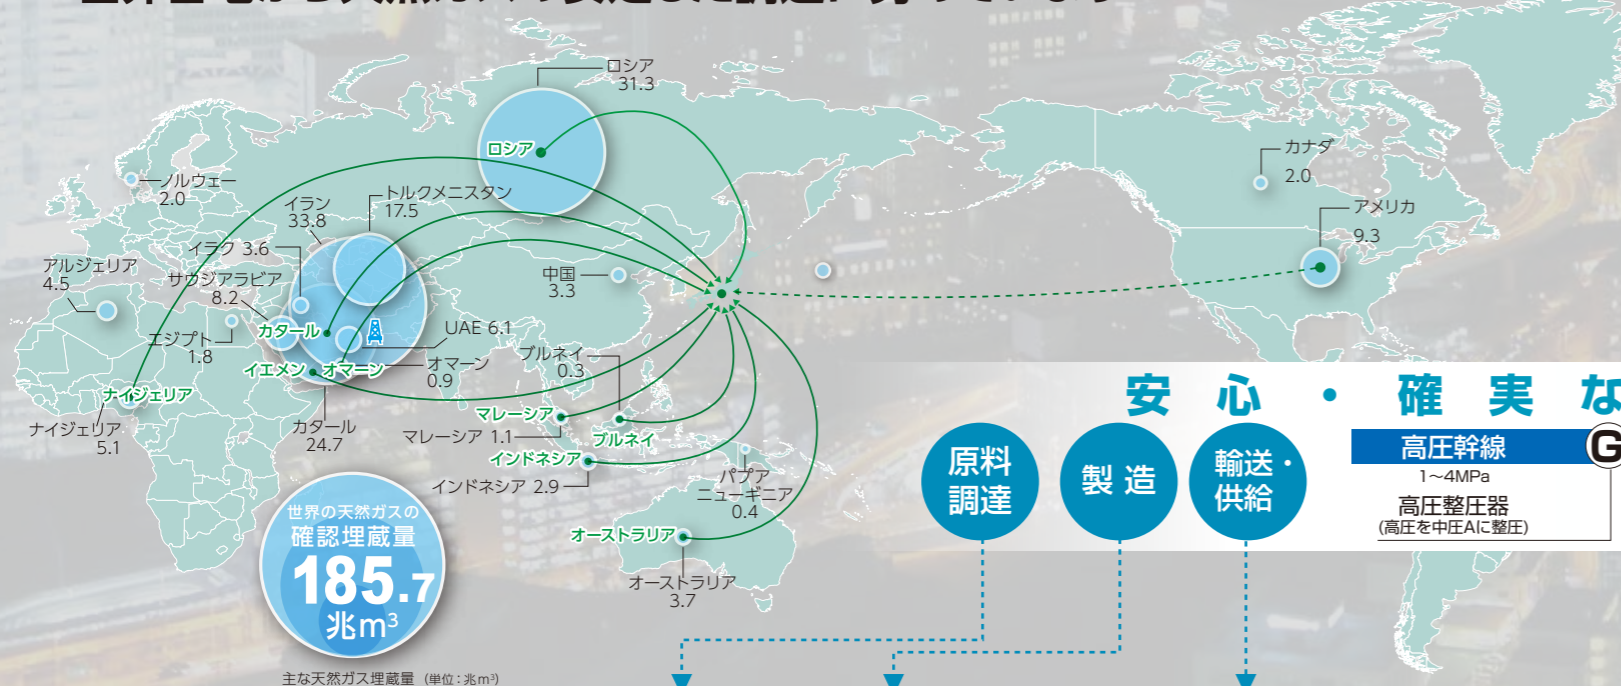 ロシア
31.3
ロシア
ノルウェー
2.0
イラン
33.8
トルクメニスタン
17.5
イラク 3.6
サウジアラビア
8.2
アルジェリア
4.5
エジプト
1.8
カタール
UAE 6.1
イエメン
オマーン
オマーン
0.9
ナイジェリア
ナイジェリア
5.1
カタール
24.7
中国
3.3
ブルネイ
0.3
マレーシア
マレーシア 1.1
ブルネイ
インドネシア
インドネシア 2.9
パプア
ニューギニア
0.4
オーストラリア
オーストラリア
3.7
カナダ
2.0
アメリカ
9.3
世界の天然ガスの
確認埋蔵量
185.7
兆m³
主な天然ガス埋蔵量 (単位:兆m³)
安心・確実な
原料
調達
製造
輸送・
供給
高圧幹線
G
1〜4MPa
高圧整圧器
(高圧を中圧Aに整圧)